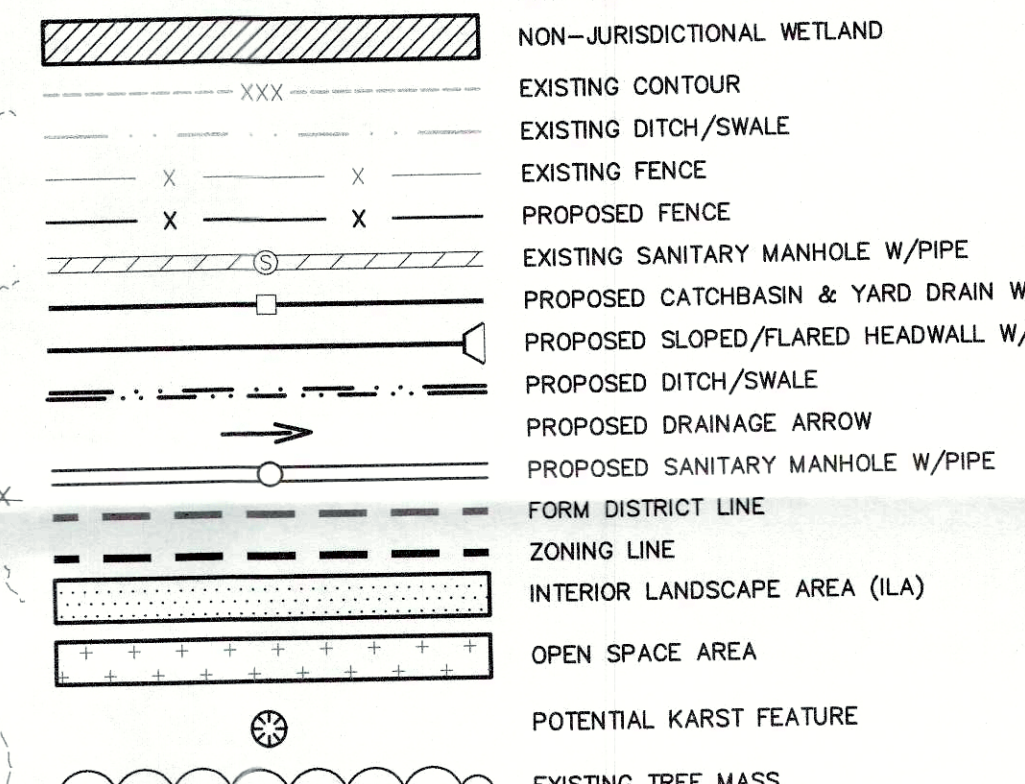 NON-JURISDICTIONAL WETLAND
XXX EXISTING CONTOUR
EXISTING DITCH/SWALE
X X EXISTING FENCE
X X PROPOSED FENCE
S EXISTING SANITARY MANHOLE W/PIPE
PROPOSED CATCHBASIN & YARD DRAIN
PROPOSED SLOPED/FLARED HEADWALL W/
PROPOSED DITCH/SWALE
PROPOSED DRAINAGE ARROW
PROPOSED SANITARY MANHOLE W/PIPE
FORM DISTRICT LINE
ZONING LINE
INTERIOR LANDSCAPE AREA (ILA)
OPEN SPACE AREA
POTENTIAL KARST FEATURE
EXISTING TREE MASS